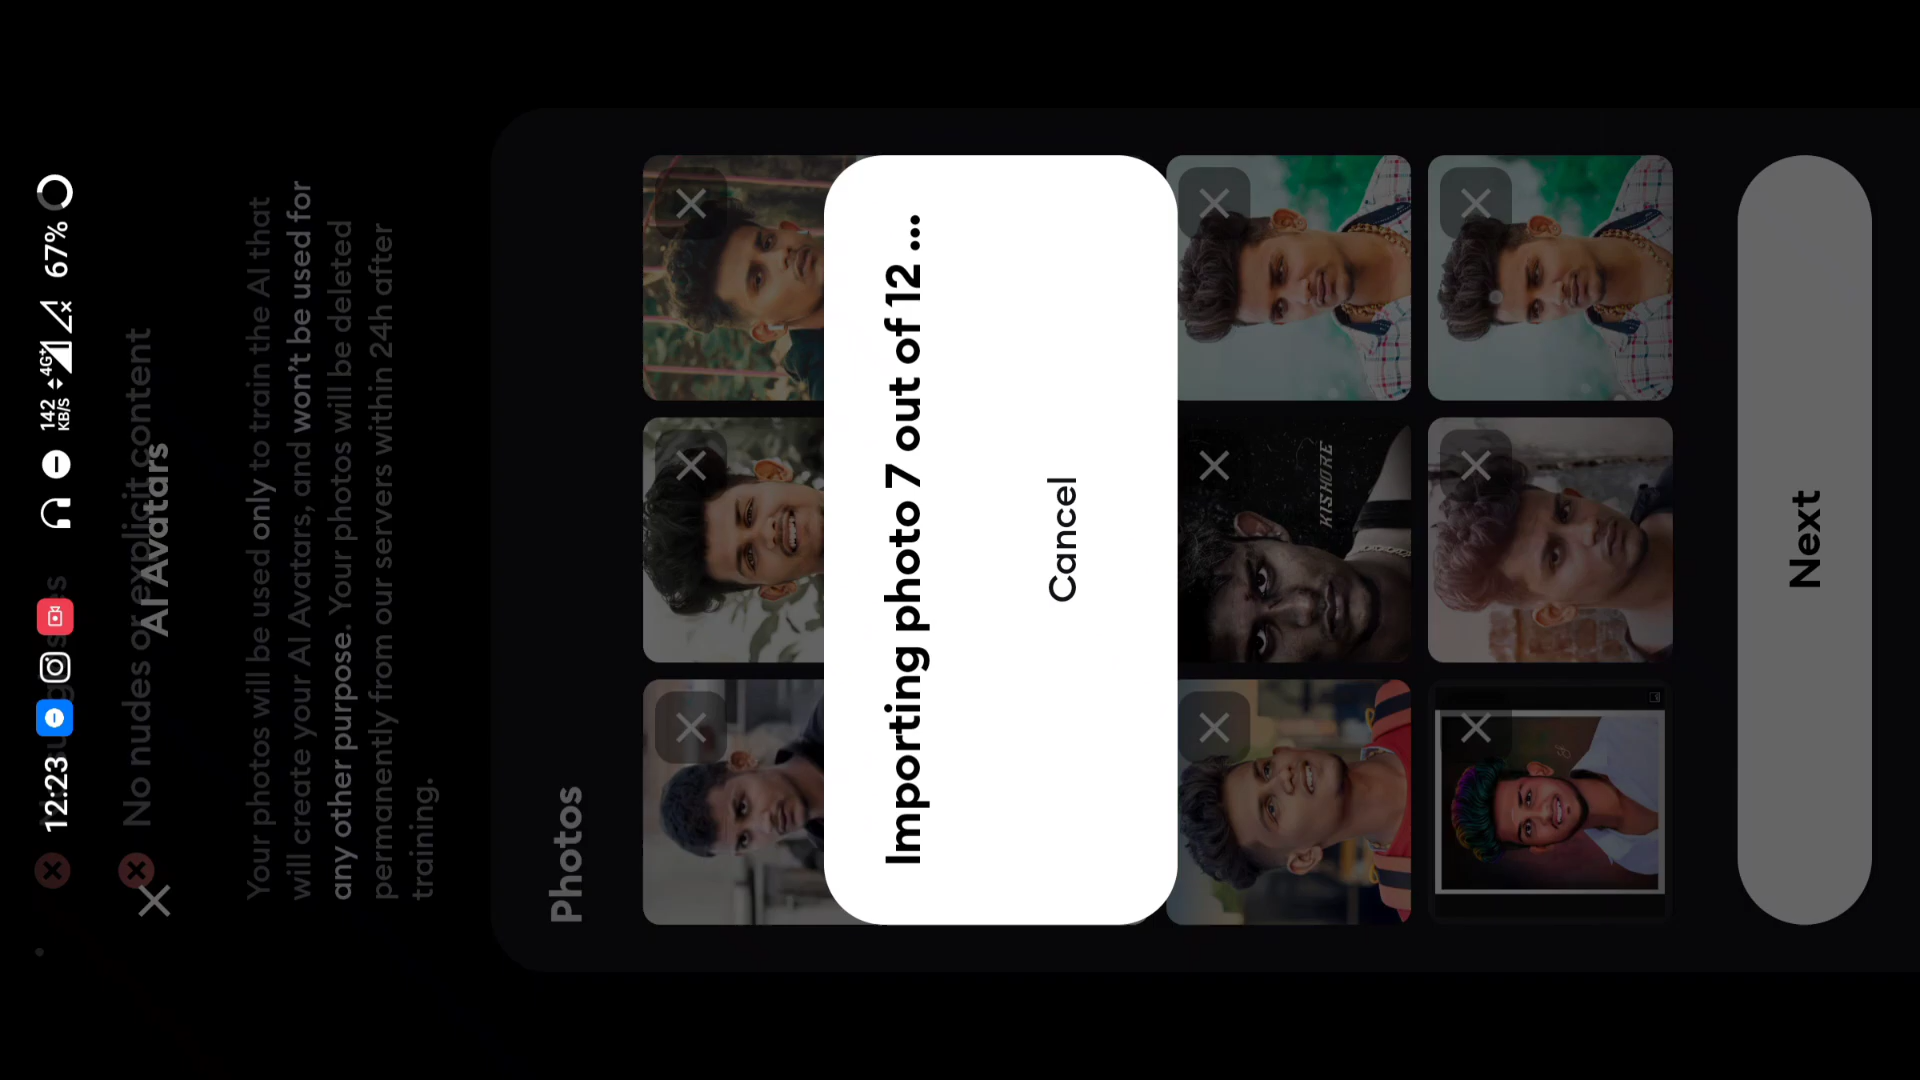 12:23
142 KB/S
4G+
67%
No nudes or explicit content
AI Avatars
Your photos will be used only to train the AI that
will create your AI Avatars, and won't be used for
any other purpose. Your photos will be deleted
permanently from our servers within 24h after
training.
Photos
Importing photo 7 out of 12 ...
Cancel
KISHORE
Next